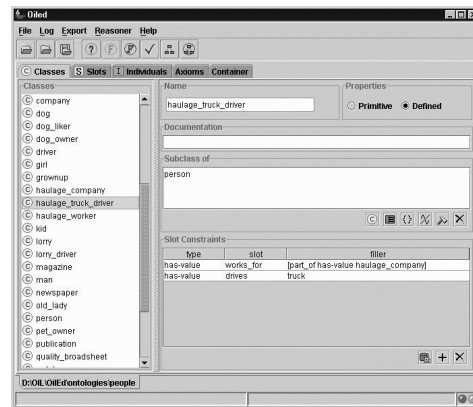 Oiled
File Log Export Reasoner Help
? F F
C Classes S Slots I Individuals Axioms Container
Classes
C company
C dog
C dog_liker
C dog_owner
C driver
C girl
C grownup
C haulage_company
C haulage_truck_driver
C haulage_worker
C kid
C lorry
C lorry_driver
C magazine
C man
C newspaper
C old_lady
C person
C pet_owner
C publication
C quality_broadsheet
Name
haulage_truck_driver
Properties
Primitive Defined
Documentation
Subclass of
person
C {}
Slot Constraints
type slot filler
has-value works_for [part_of has-value haulage_company]
has-value drives truck
D:\OIL\OilEd\ontologies\people